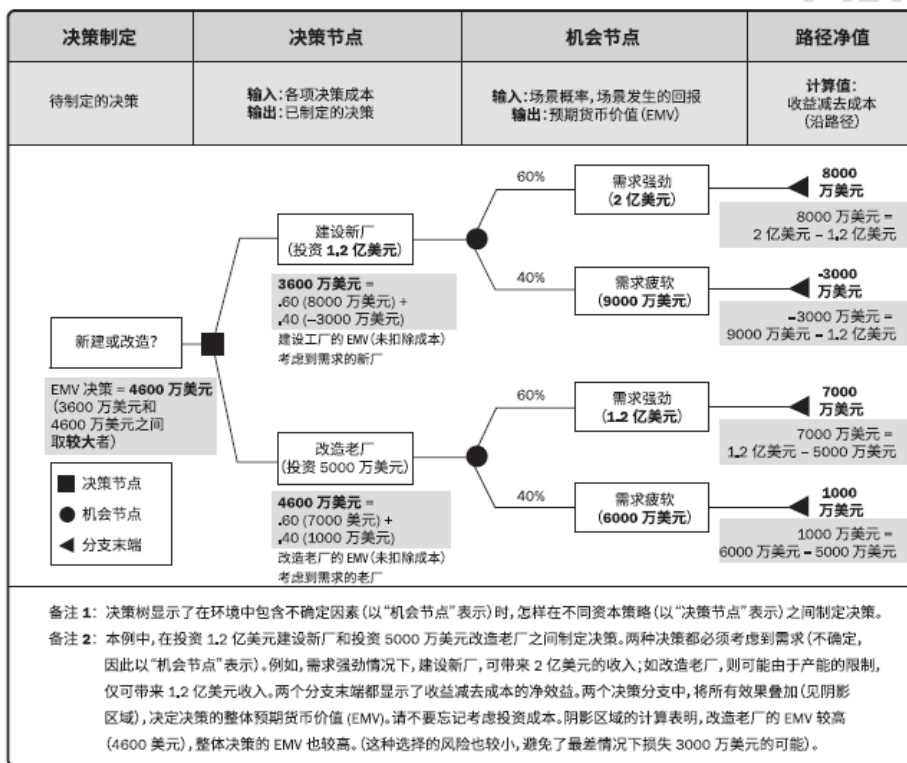 决策制定
决策节点
机会节点
路径净值
待制定的决策
输入:各项决策成本
输出:已制定的决策
输入:场景概率,场景发生的回报
输出:预期货币价值(EMV)
计算值:
收益减去成本
(沿路径)
60%
需求强劲
(2 亿美元)
8000
万美元
8000 万美元 =
2 亿美元 – 1.2 亿美元
建设新厂
(投资 1.2 亿美元)
40%
需求疲软
(9000 万美元)
-3000
万美元
–3000 万美元 =
9000 万美元 – 1.2 亿美元
3600 万美元 =
.60 (8000 万美元) +
.40 (–3000 万美元)
建设工厂的 EMV (未扣除成本)
考虑到需求的新厂
新建或改造?
EMV 决策 = 4600 万美元
(3600 万美元和
4600 万美元之间
取较大者)
60%
需求强劲
(1.2 亿美元)
7000
万美元
7000 万美元 =
1.2 亿美元 – 5000 万美元
改造老厂
(投资 5000 万美元)
40%
需求疲软
(6000 万美元)
1000
万美元
1000 万美元 =
6000 万美元 – 5000 万美元
4600 万美元 =
.60 (7000 美元) +
.40 (1000 万美元)
改造老厂的 EMV (未扣除成本)
考虑到需求的老厂
决策节点
机会节点
分支末端
备注 1: 决策树显示了在环境中包含不确定因素(以“机会节点”表示)时,怎样在不同资本策略(以“决策节点”表示)之间制定决策。
备注 2: 本例中,在投资 1.2 亿美元建设新厂和投资 5000 万美元改造老厂之间制定决策。两种决策都必须考虑到需求(不确定,
因此以“机会节点”表示)。例如,需求强劲情况下,建设新厂,可带来 2 亿美元的收入;如改造老厂,则可能由于产能的限制,
仅可带来 1.2 亿美元收入。两个分支末端都显示了收益减去成本的净效益。两个决策分支中,将所有效果叠加(见阴影
区域),决定决策的整体预期货币价值 (EMV)。请不要忘记考虑投资成本。阴影区域的计算表明,改造老厂的 EMV 较高
(4600 美元),整体决策的 EMV 也较高。(这种选择的风险也较小,避免了最差情况下损失 3000 万美元的可能)。